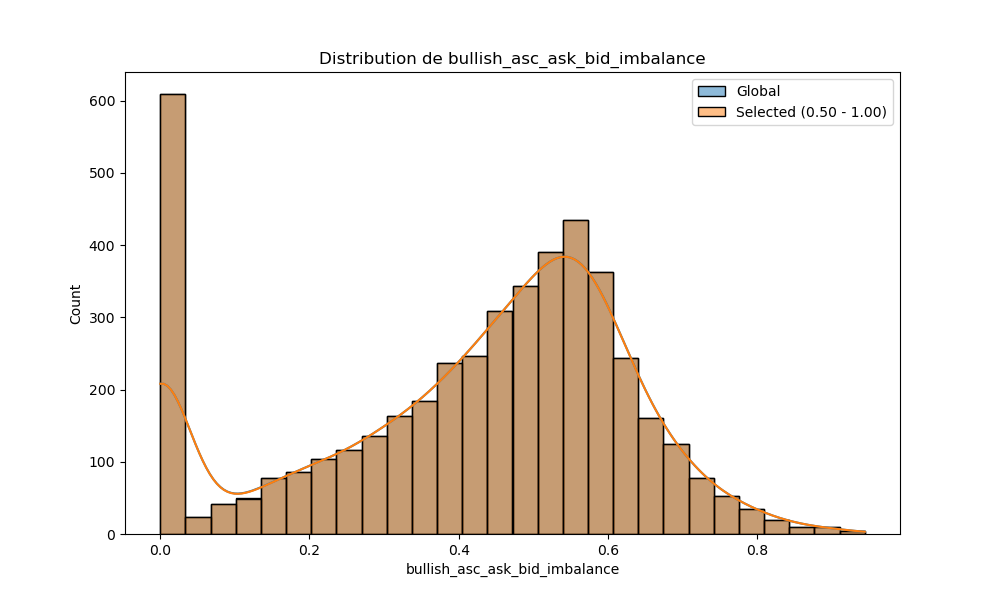 Distribution de bullish_asc_ask_bid_imbalance
Global
Selected (0.50 - 1.00)
600
500
400
300
200
100
0
Count
0.0
0.2
0.4
0.6
0.8
bullish_asc_ask_bid_imbalance